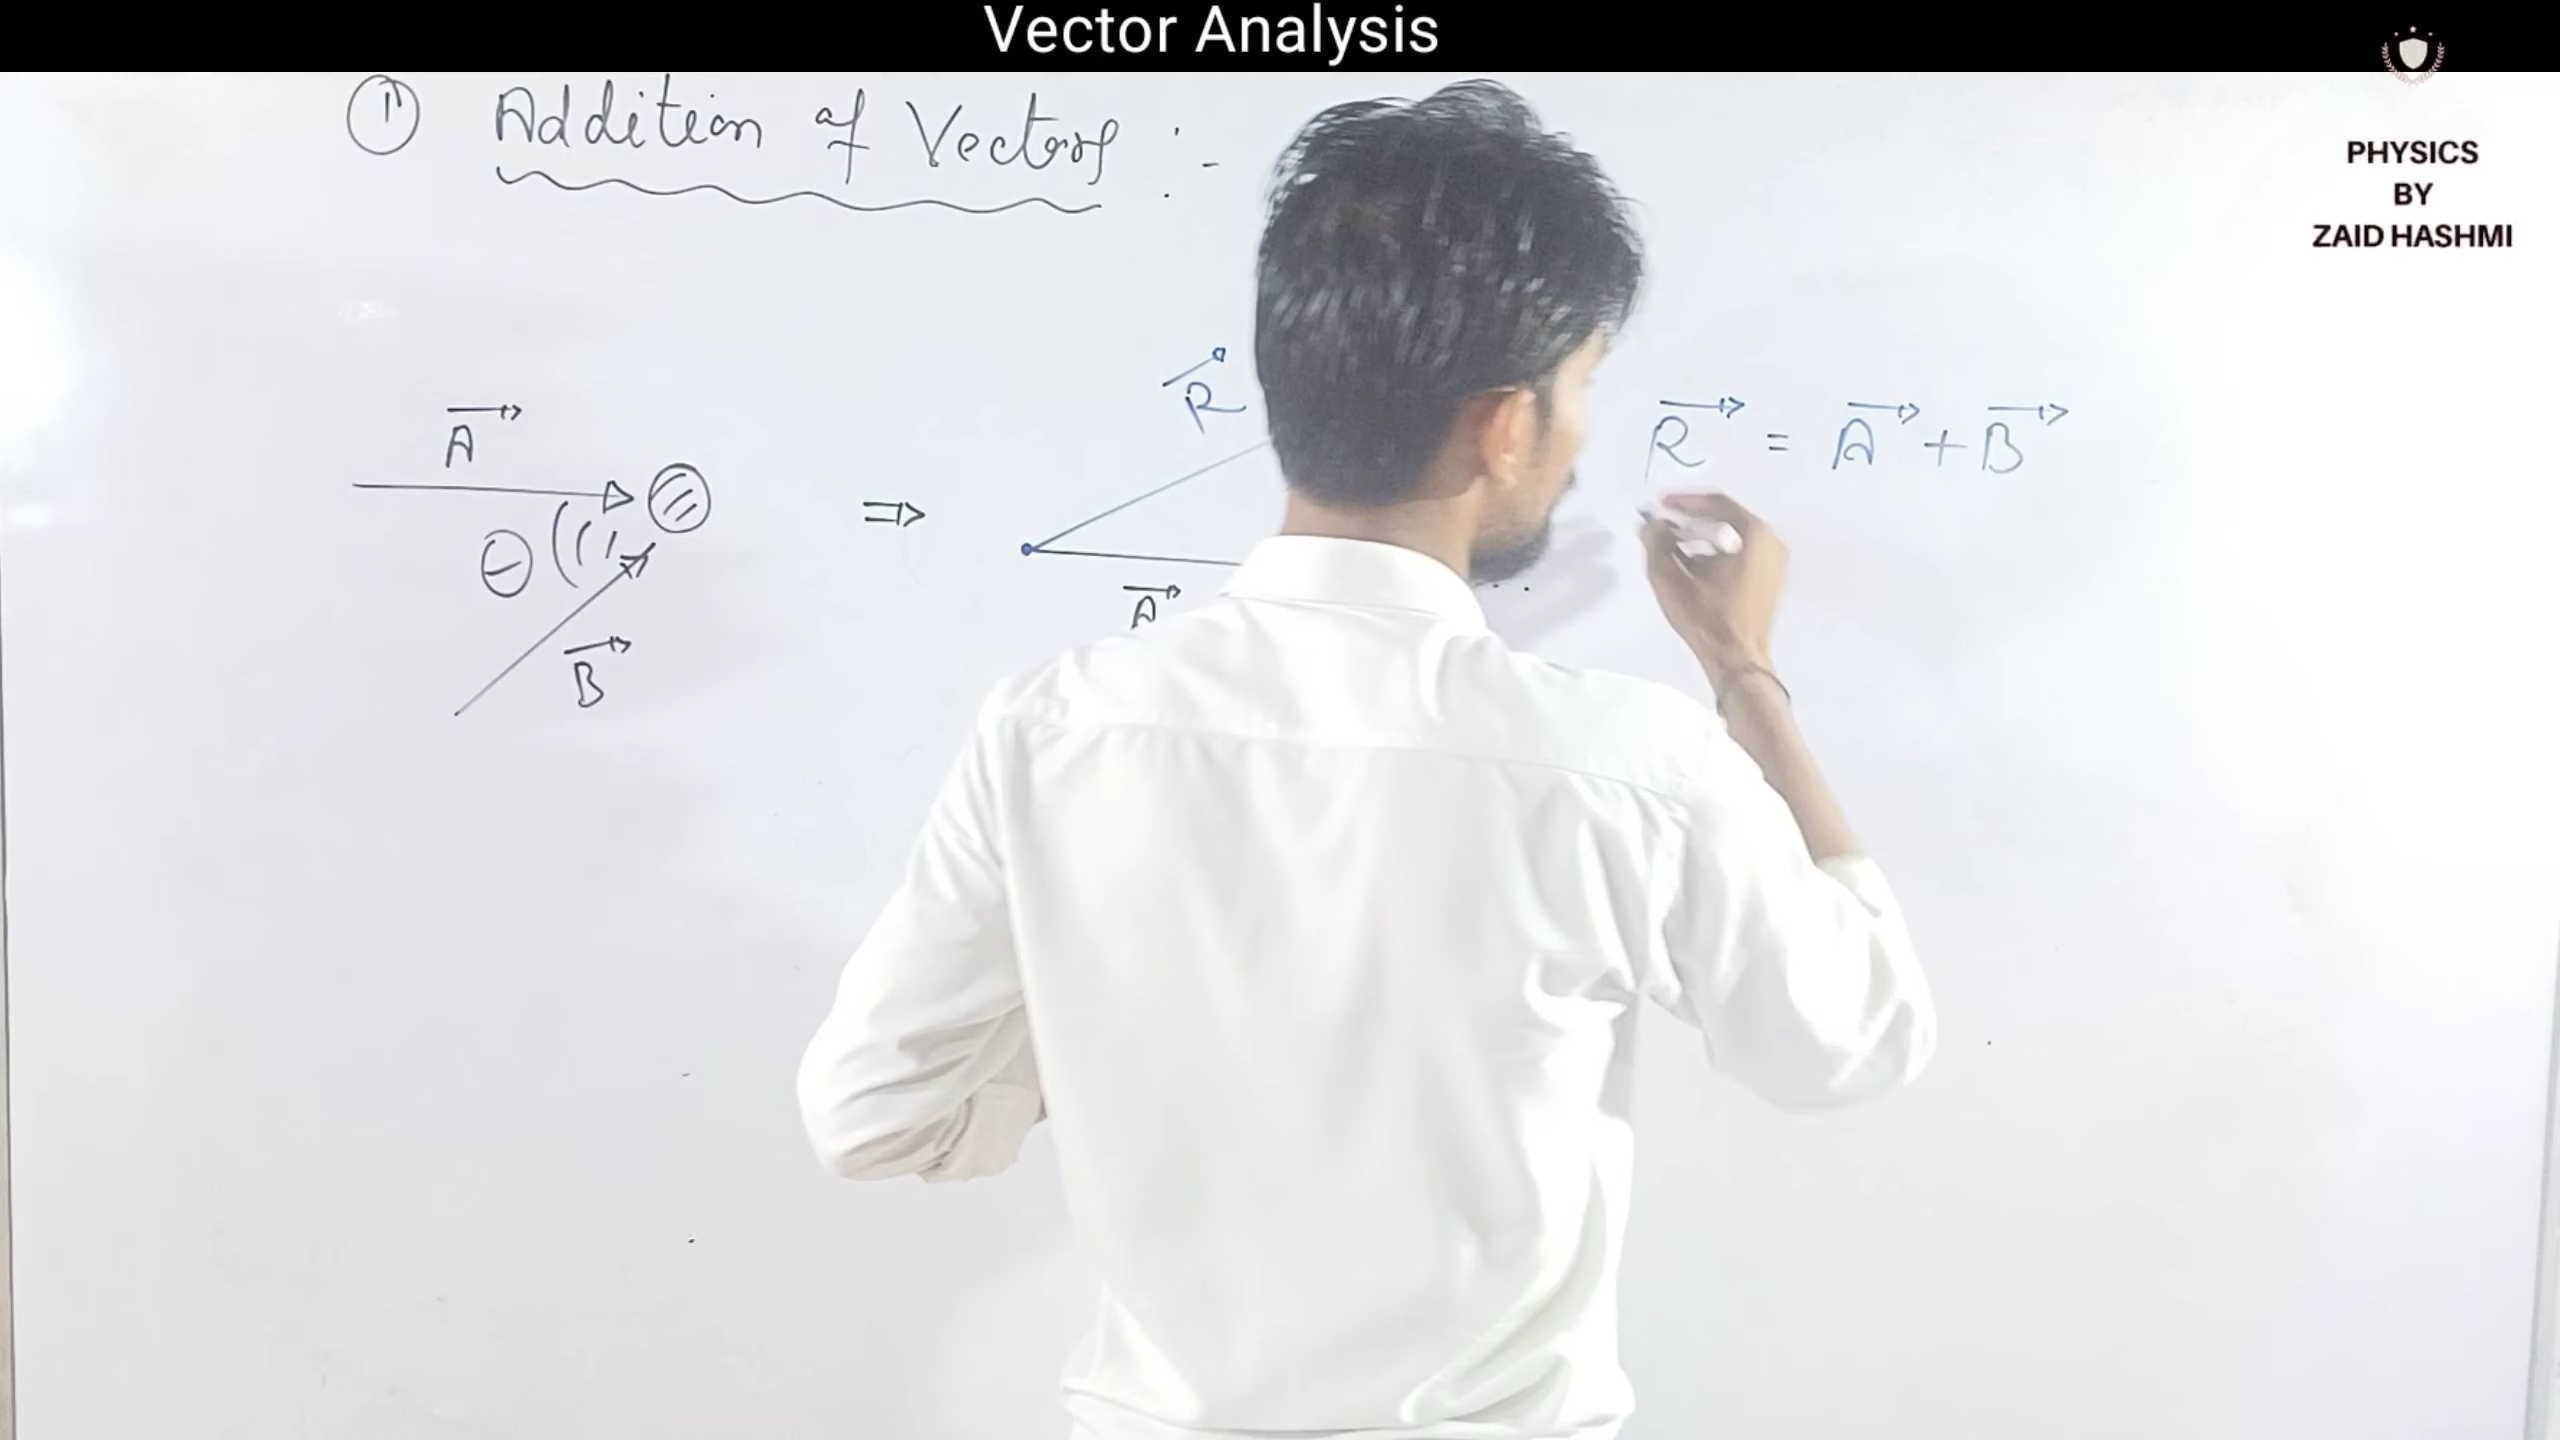 Vector Analysis
PHYSICS
BY
ZAID HASHMI
① Addition of Vectors :-
A
θ
B
⇒
R
A
R = A + B